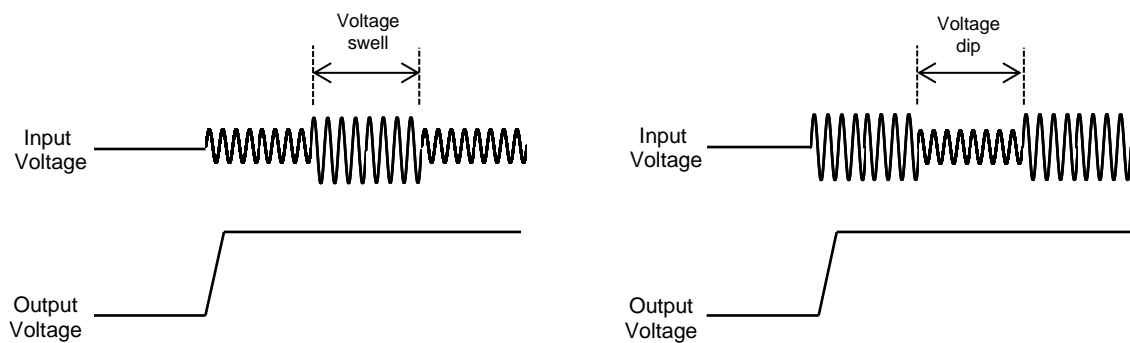 Voltage
swell
Input
Voltage
Output
Voltage
Voltage
dip
Input
Voltage
Output
Voltage